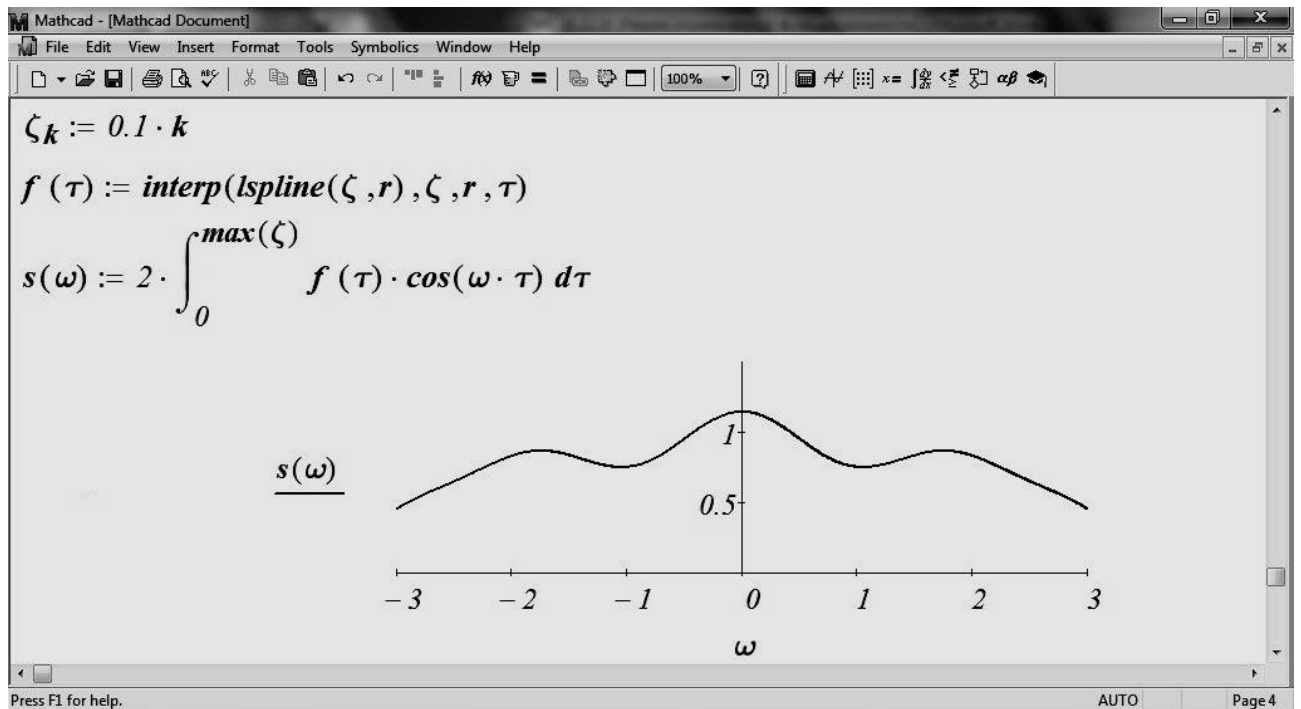 Mathcad - [Mathcad Document]
File Edit View Insert Format Tools Symbolics Window Help
100%
ζk := 0.1 · k
f (τ) := interp(lspline(ζ ,r) ,ζ ,r ,τ)
s(ω) := 2 · ∫0max(ζ) f (τ) · cos(ω · τ) dτ
1
s(ω)
0.5
− 3 − 2 − 1 0 1 2 3
ω
Press F1 for help. AUTO Page 4